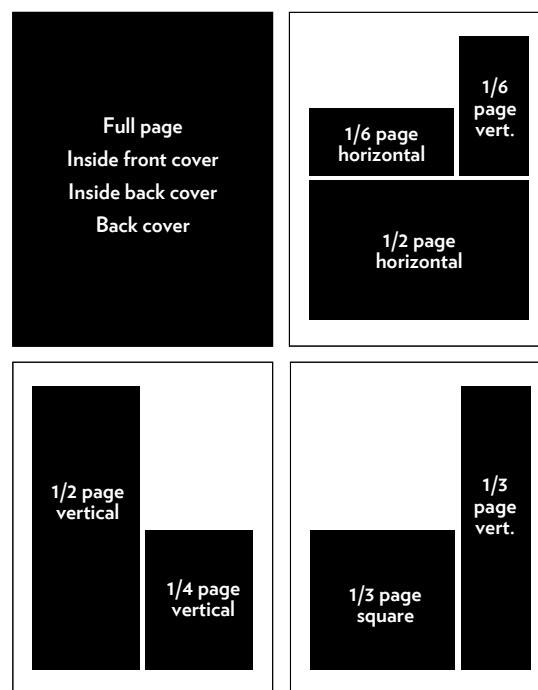 Full page
Inside front cover
Inside back cover
Back cover
1/6
page
vert.
1/6 page
horizontal
1/2 page
horizontal
1/2 page
vertical
1/4 page
vertical
1/3
page
vert.
1/3 page
square